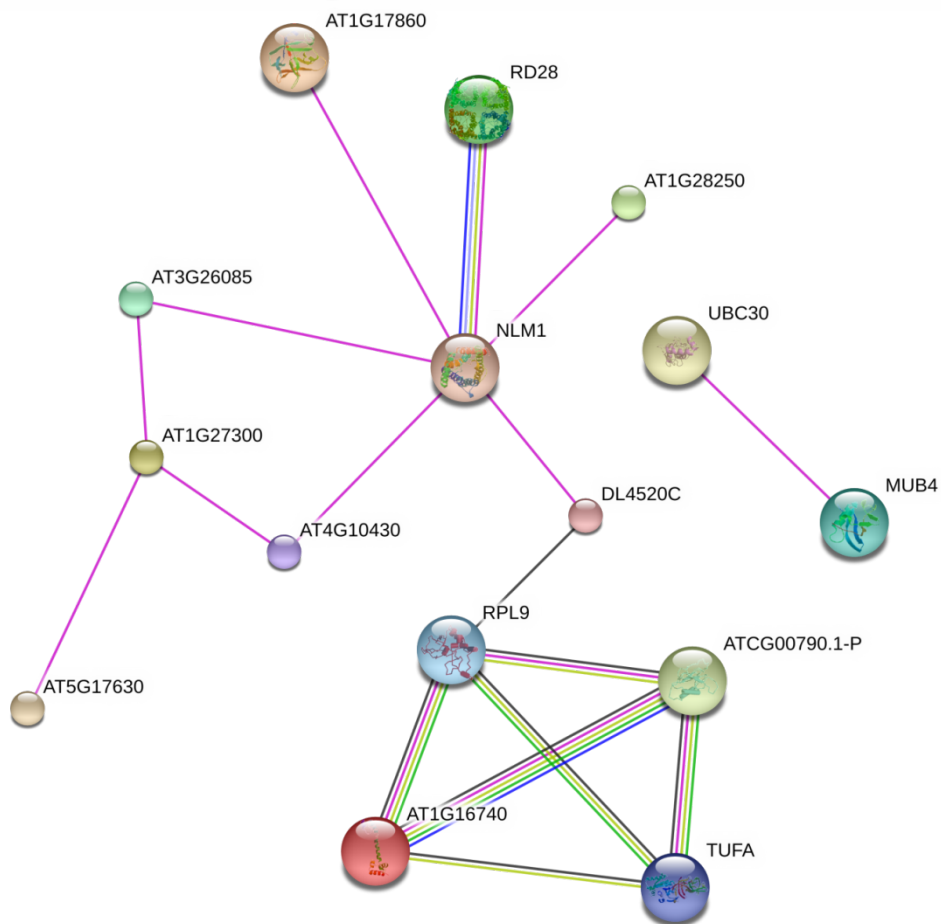 AT1G17860
RD28
AT1G28250
AT3G26085
UBC30
NLM1
AT1G27300
MUB4
DL4520C
AT4G10430
RPL9
ATCG00790.1-P
AT5G17630
AT1G16740
TUFA